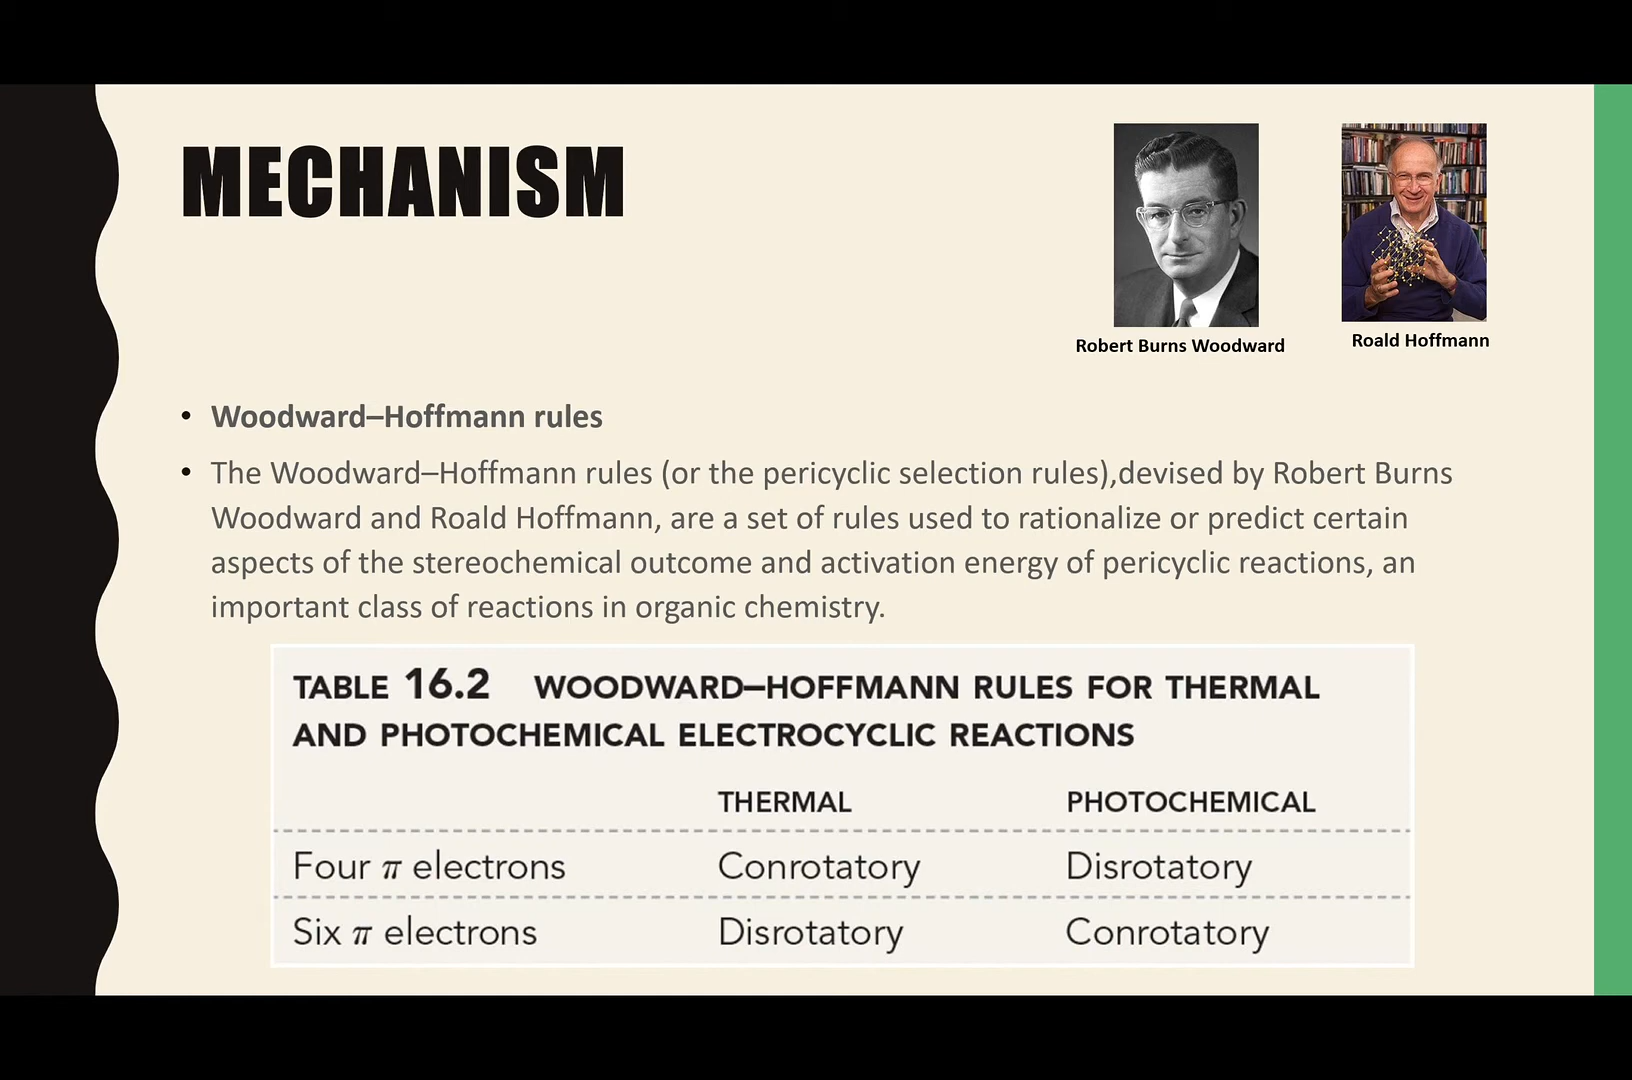 MECHANISM
Robert Burns Woodward
Roald Hoffmann
• Woodward–Hoffmann rules
• The Woodward–Hoffmann rules (or the pericyclic selection rules),devised by Robert Burns
Woodward and Roald Hoffmann, are a set of rules used to rationalize or predict certain
aspects of the stereochemical outcome and activation energy of pericyclic reactions, an
important class of reactions in organic chemistry.
TABLE 16.2 WOODWARD–HOFFMANN RULES FOR THERMAL
AND PHOTOCHEMICAL ELECTROCYCLIC REACTIONS
THERMAL PHOTOCHEMICAL
Four π electrons Conrotatory Disrotatory
Six π electrons Disrotatory Conrotatory